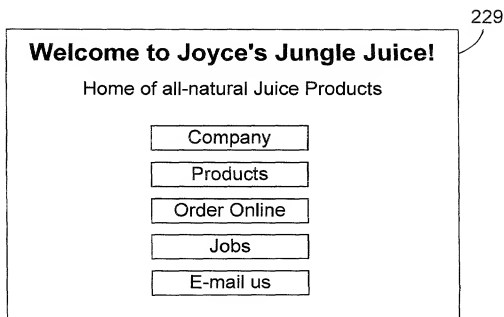 229
Welcome to Joyce's Jungle Juice!
Home of all-natural Juice Products
Company
Products
Order Online
Jobs
E-mail us